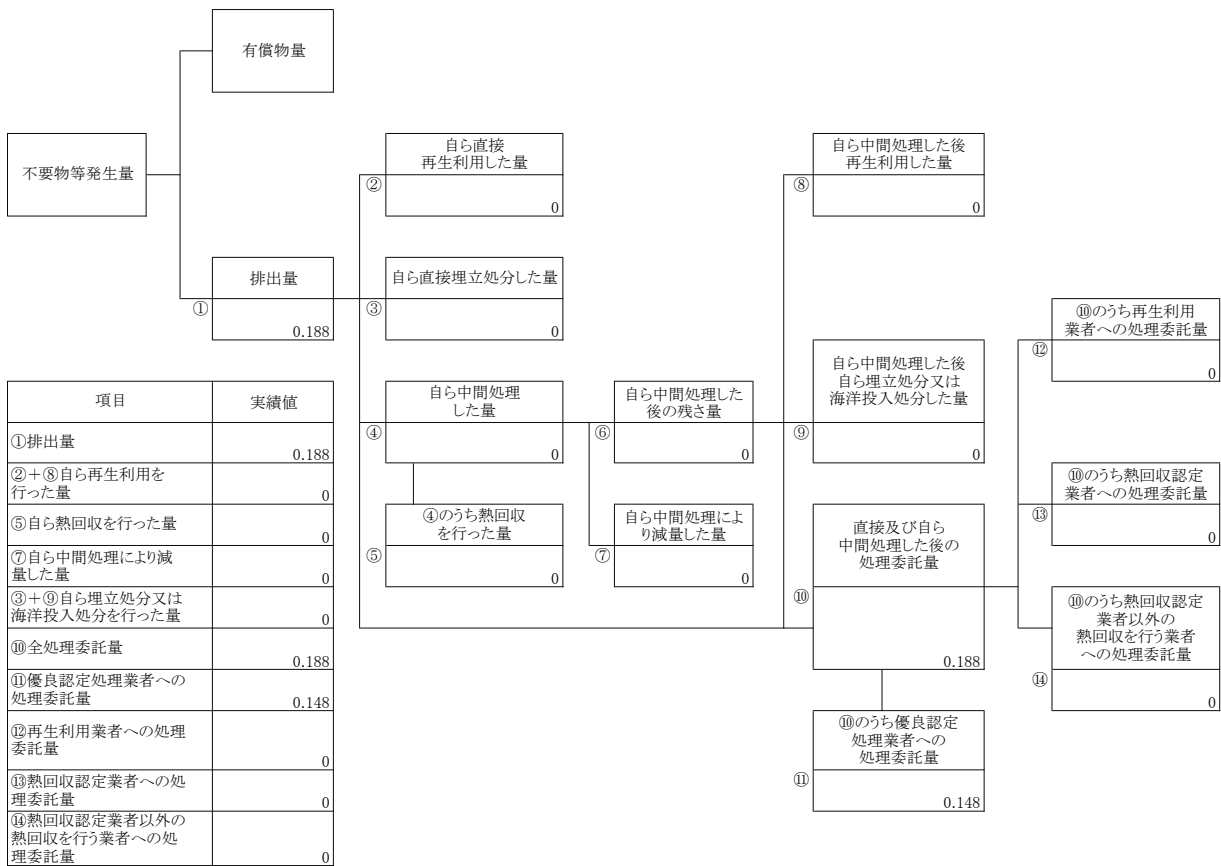 有償物量
不要物等発生量
自ら直接
再生利用した量
②
0
自ら中間処理した後
再生利用した量
⑧
0
排出量
①
0.188
自ら直接埋立処分した量
③
0
⑩のうち再生利用
業者への処理委託量
⑫
0
自ら中間処理
した量
④
0
自ら中間処理した
後の残さ量
⑥
0
自ら中間処理した後
自ら埋立処分又は
海洋投入処分した量
⑨
0
⑩のうち熱回収認定
業者への処理委託量
⑬
0
④のうち熱回収
を行った量
⑤
0
自ら中間処理によ
り減量した量
⑦
0
直接及び自ら
中間処理した後の
処理委託量
⑩
0.188
⑩のうち熱回収認定
業者以外の
熱回収を行う業者
への処理委託量
⑭
0
⑩のうち優良認定
処理業者への
処理委託量
⑪
0.148
項目 実績値
①排出量 0.188
②+⑧自ら再生利用を
行った量 0
⑤自ら熱回収を行った量 0
⑦自ら中間処理により減
量した量 0
③+⑨自ら埋立処分又は
海洋投入処分を行った量 0
⑩全処理委託量 0.188
⑪優良認定処理業者への
処理委託量 0.148
⑫再生利用業者への処理
委託量 0
⑬熱回収認定業者への処
理委託量 0
⑭熱回収認定業者以外の
熱回収を行う業者への処
理委託量 0